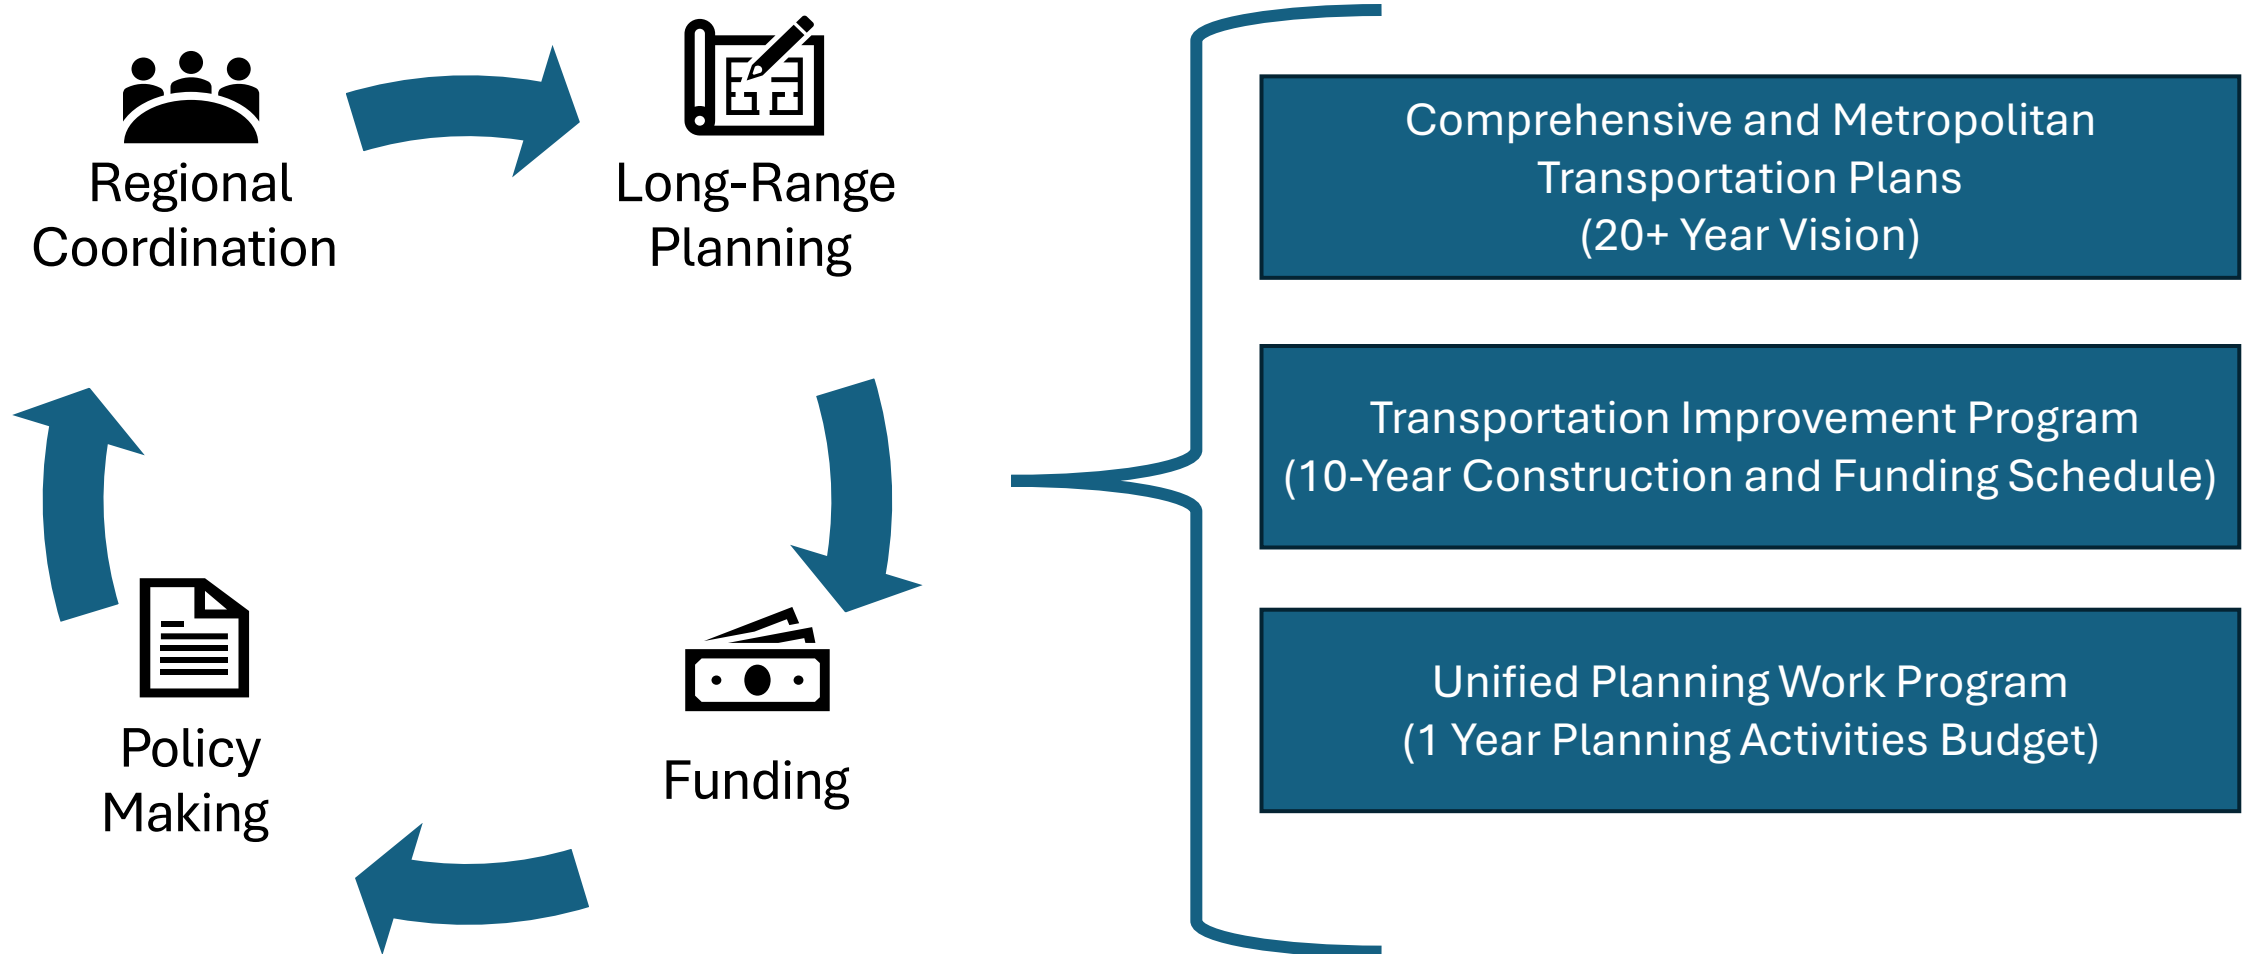 Regional
Coordination
Long-Range
Planning
Funding
Policy
Making
Comprehensive and Metropolitan
Transportation Plans
(20+ Year Vision)
Transportation Improvement Program
(10-Year Construction and Funding Schedule)
Unified Planning Work Program
(1 Year Planning Activities Budget)